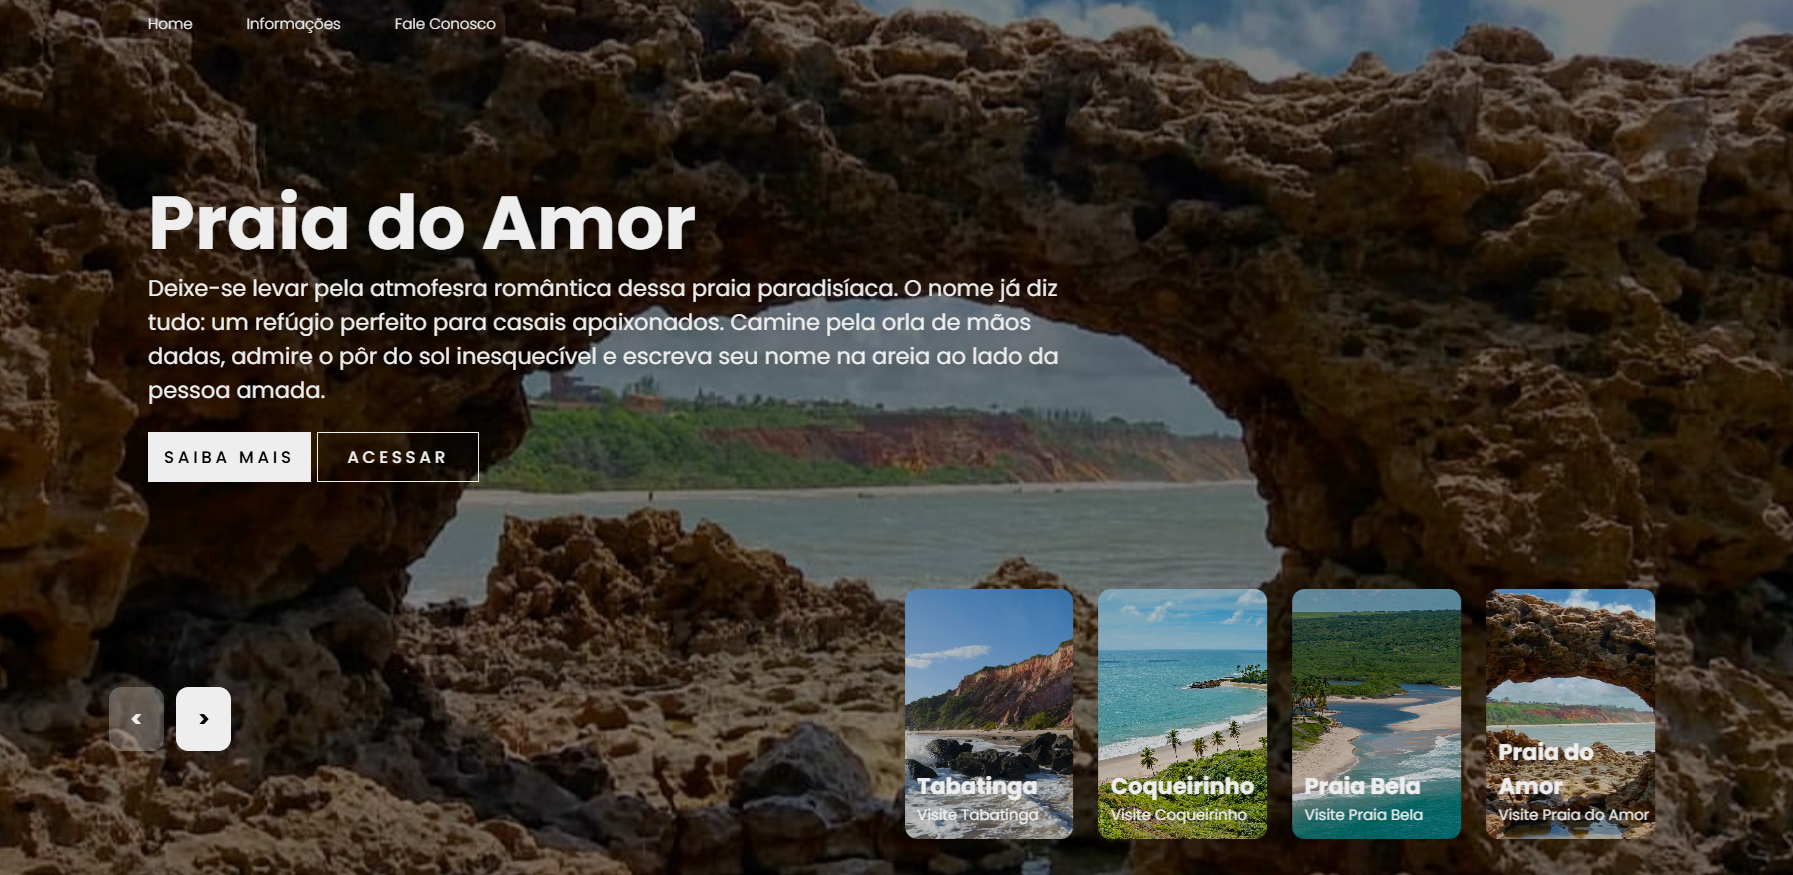 Home Informações Fale Conosco
Praia do Amor
Deixe-se levar pela atmofesra romântica dessa praia paradisíaca. O nome já diz
tudo: um refúgio perfeito para casais apaixonados. Camine pela orla de mãos
dadas, admire o pôr do sol inesquecível e escreva seu nome na areia ao lado da
pessoa amada.
SAIBA MAIS ACESSAR
< >
Tabatinga
Visite Tabatinga
Coqueirinho
Visite Coqueirinho
Praia Bela
Visite Praia Bela
Praia do
Amor
Visite Praia do Amor